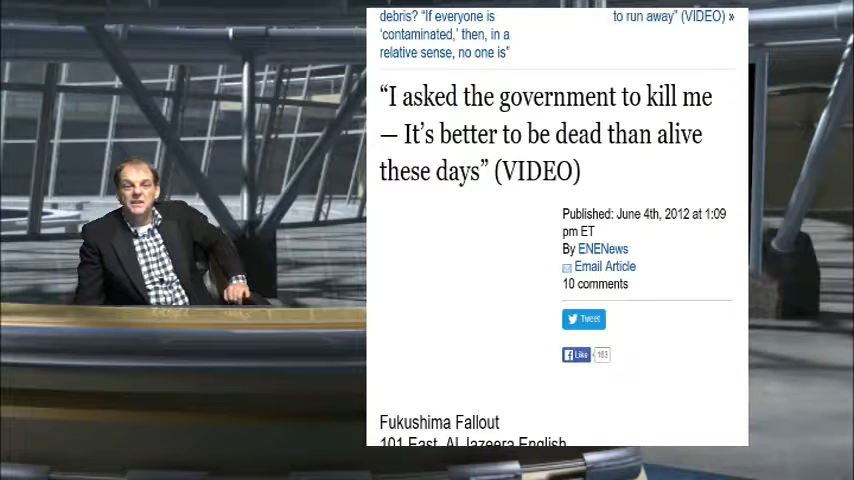 debris? “If everyone is
‘contaminated,’ then, in a
relative sense, no one is”
to run away” (VIDEO) »
“I asked the government to kill me
— It’s better to be dead than alive
these days” (VIDEO)
Published: June 4th, 2012 at 1:09
pm ET
By ENENews
Email Article
10 comments
Tweet
Like
163
Fukushima Fallout
101 East, Al Jazeera English